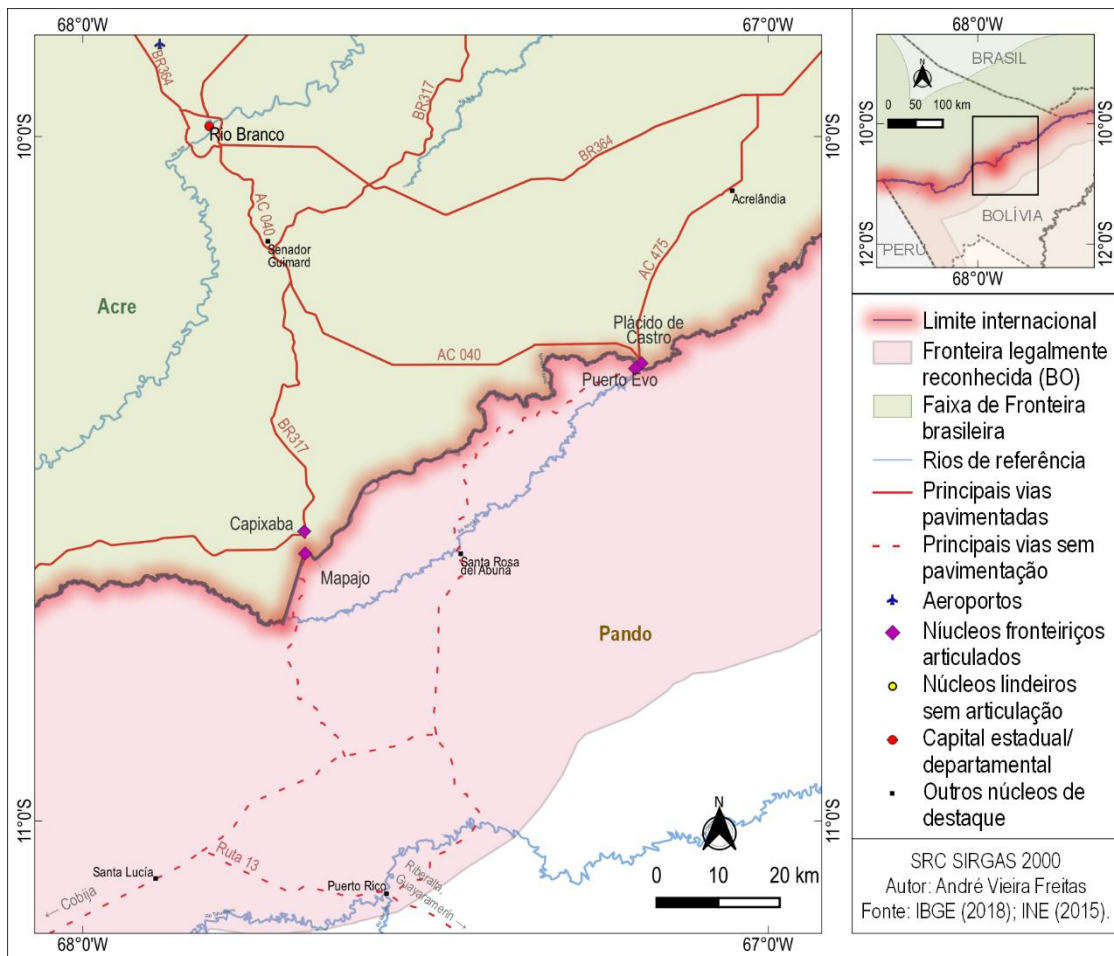 68°0'W
67°0'W
10°0'S
10°0'S
11°0'S
11°0'S
68°0'W
67°0'W
BR364
Rio Branco
BR317
BR364
AC 040
Acrelândia
Senador
Guimard
AC 475
Acre
Plácido de
Castro
AC 040
Puerto Evo
BR317
Capixaba
Mapajo
Santa Rosa
del Abuná
Pando
Ruta 13
Santa Lucía
← Cobija
Puerto Rico
Riberalta,
Guayaramerín →
N
0 10 20 km
68°0'W
BRASIL
N
0 50 100 km
10°0'S
10°0'S
BOLÍVIA
PERU
12°0'S
12°0'S
68°0'W
Limite internacional
Fronteira legalmente
reconhecida (BO)
Faixa de Fronteira
brasileira
Rios de referência
Principais vias
pavimentadas
Principais vias sem
pavimentação
Aeroportos
Níucleos fronteiriços
articulados
Núcleos lindeiros
sem articulação
Capital estadual/
departamental
Outros núcleos de
destaque
SRC SIRGAS 2000
Autor: André Vieira Freitas
Fonte: IBGE (2018); INE (2015).